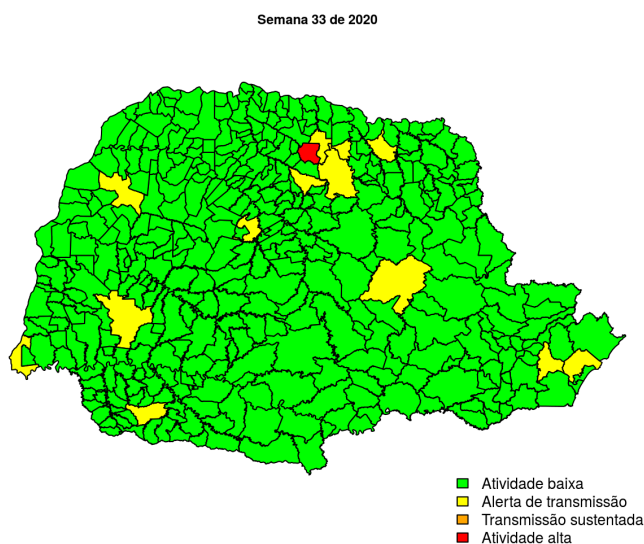 Semana 33 de 2020
Atividade baixa
Alerta de transmissão
Transmissão sustentada
Atividade alta